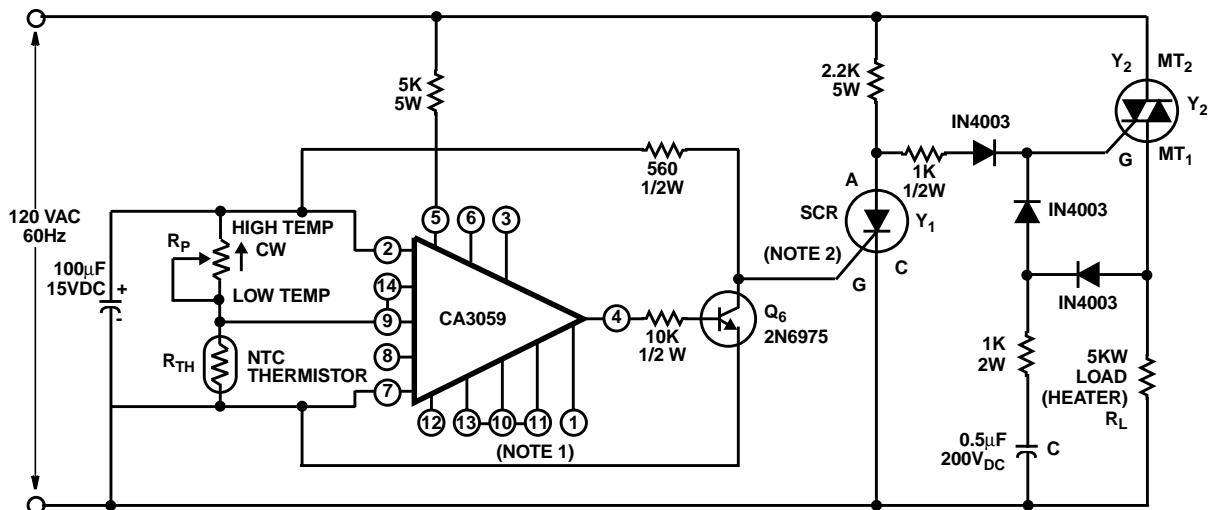 120 VAC
60Hz
100μF
15VDC
+
-
RP
HIGH TEMP
CW
LOW TEMP
RTH
NTC
THERMISTOR
5K
5W
5
6
3
2
14
9
8
7
CA3059
4
12
13
10
11
1
(NOTE 1)
560
1/2W
10K
1/2 W
Q6
2N6975
2.2K
5W
A
SCR
Y1
(NOTE 2)
C
G
1K
1/2W
IN4003
IN4003
IN4003
Y2
MT2
Y2
G
MT1
1K
2W
5KW
LOAD
(HEATER)
RL
0.5μF
200VDC
C